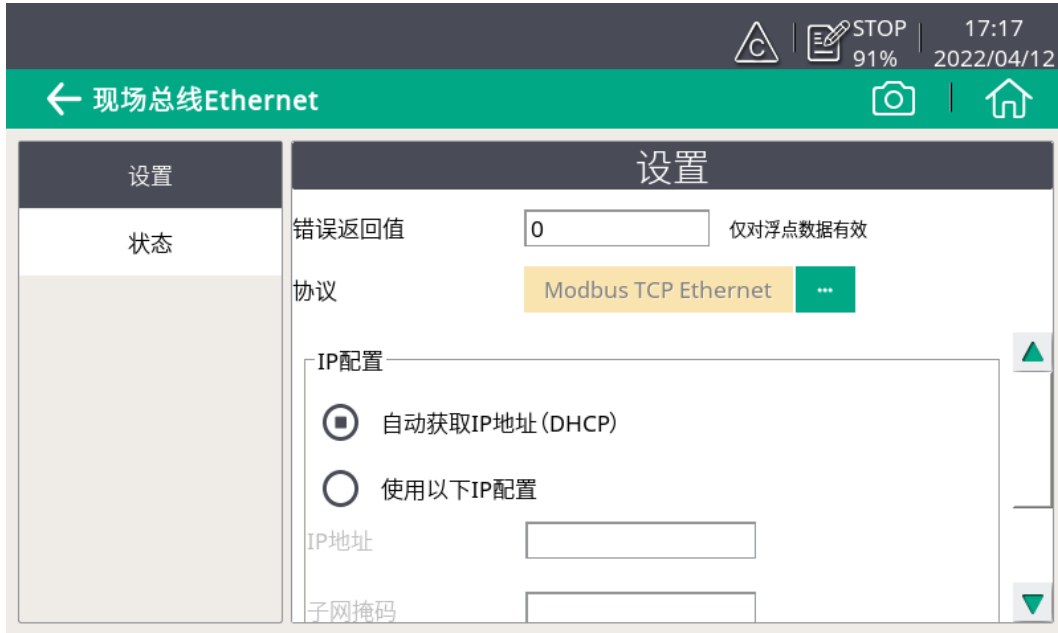 C
STOP
91%
17:17
2022/04/12
现场总线Ethernet
设置
状态
设置
错误返回值
0
仅对浮点数据有效
协议
Modbus TCP Ethernet
...
IP配置
自动获取IP地址(DHCP)
使用以下IP配置
IP地址
子网掩码